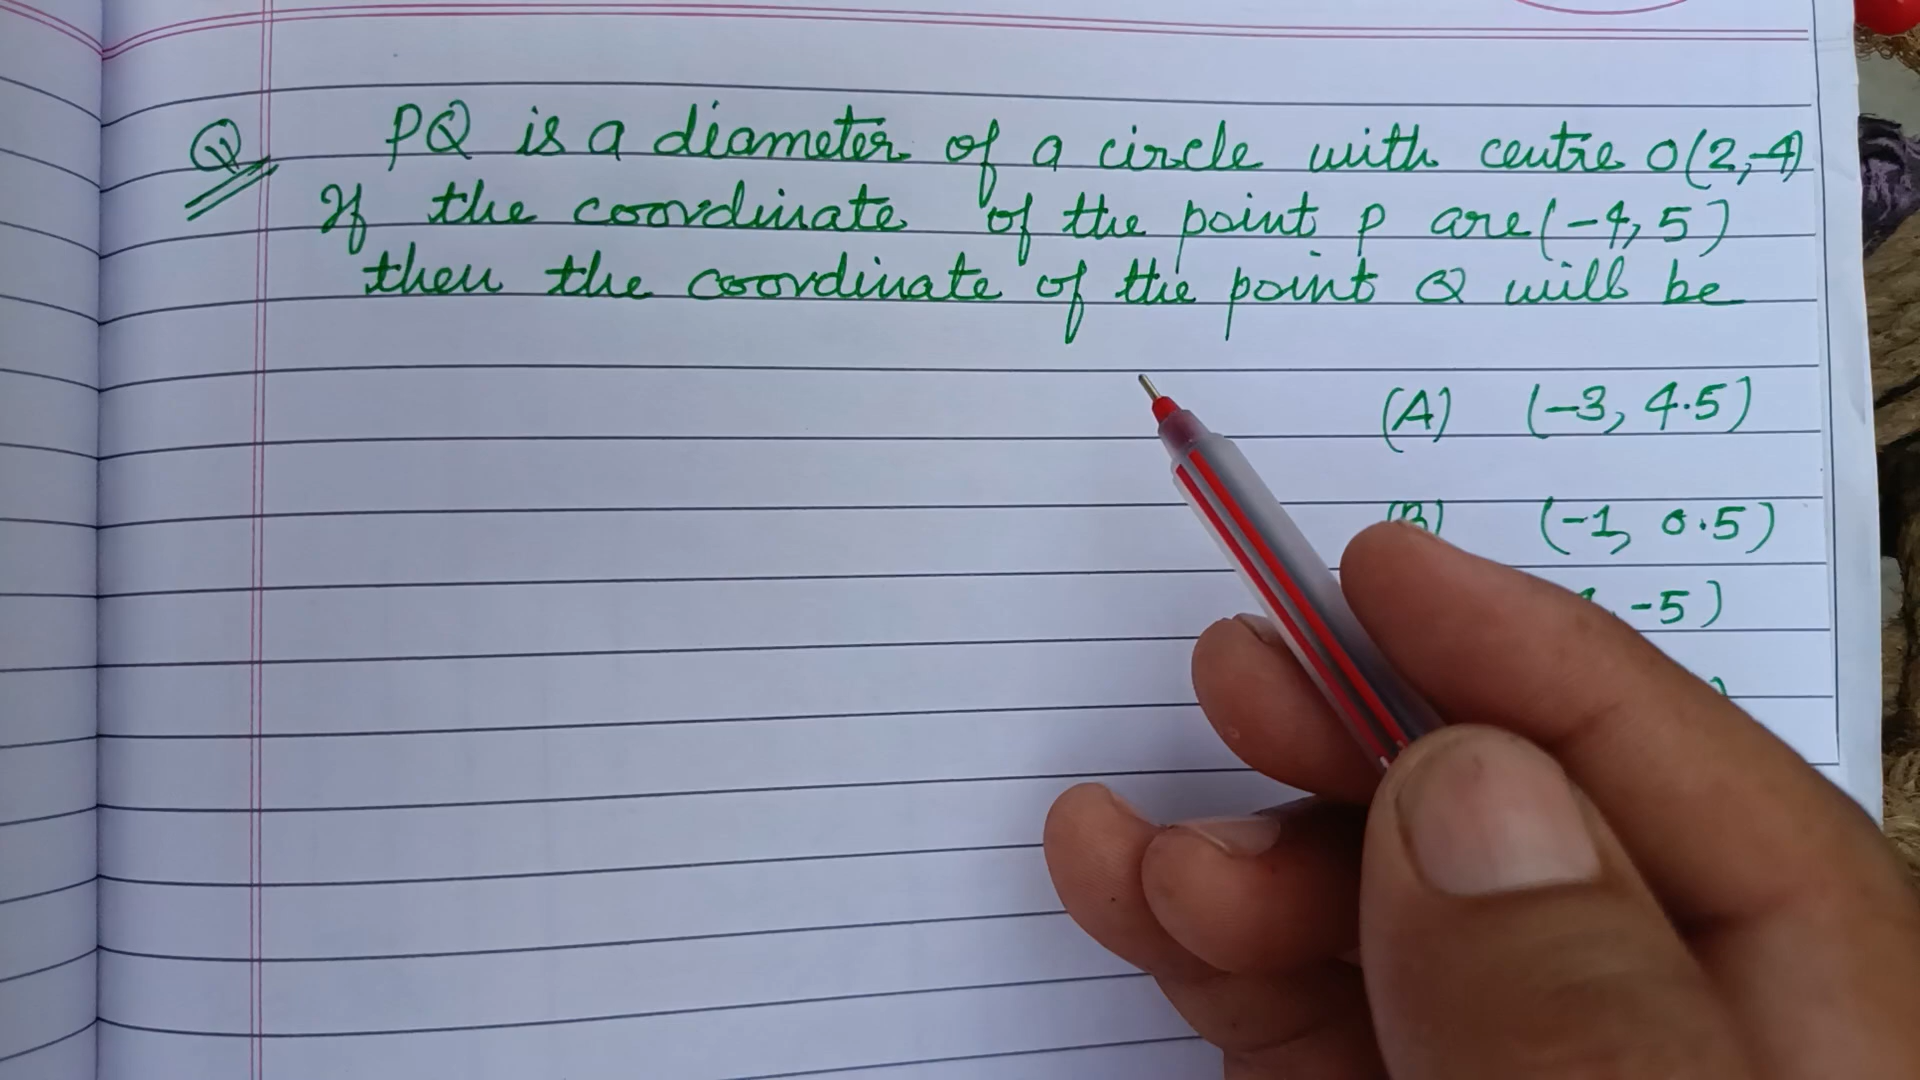 Q PQ is a diameter of a circle with centre O(2,-4)
If the coordinate of the point P are (-4, 5)
then the coordinate of the point Q will be
(A) (-3, 4.5)
(B) (-1, 0.5)
-5)